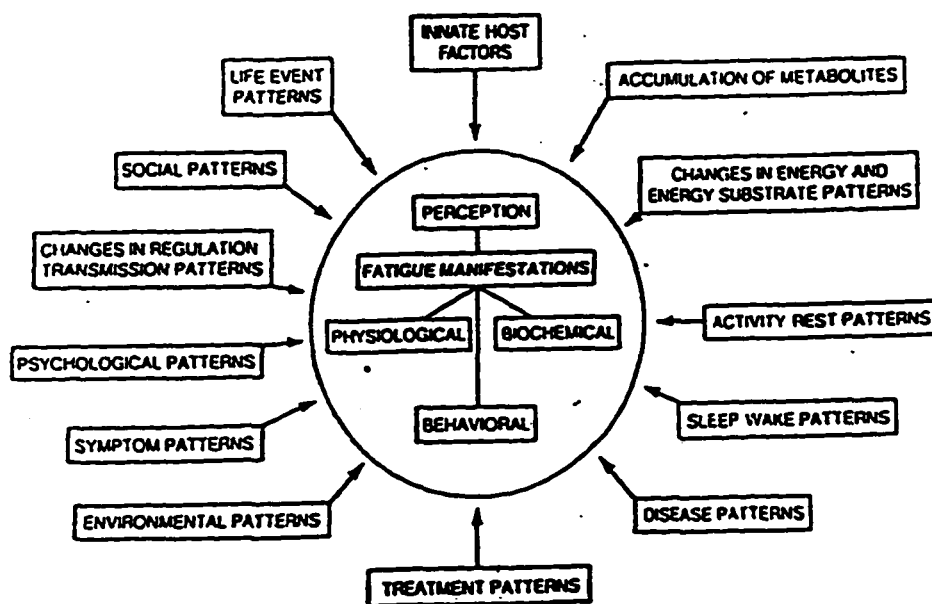 INNATE HOST
FACTORS
LIFE EVENT
PATTERNS
ACCUMULATION OF METABOLITES
SOCIAL PATTERNS
CHANGES IN ENERGY AND
ENERGY SUBSTRATE PATTERNS
PERCEPTION
CHANGES IN REGULATION
TRANSMISSION PATTERNS
FATIGUE MANIFESTATIONS
PHYSIOLOGICAL
BIOCHEMICAL
ACTIVITY REST PATTERNS
PSYCHOLOGICAL PATTERNS
SYMPTOM PATTERNS
BEHAVIORAL
SLEEP WAKE PATTERNS
ENVIRONMENTAL PATTERNS
DISEASE PATTERNS
TREATMENT PATTERNS